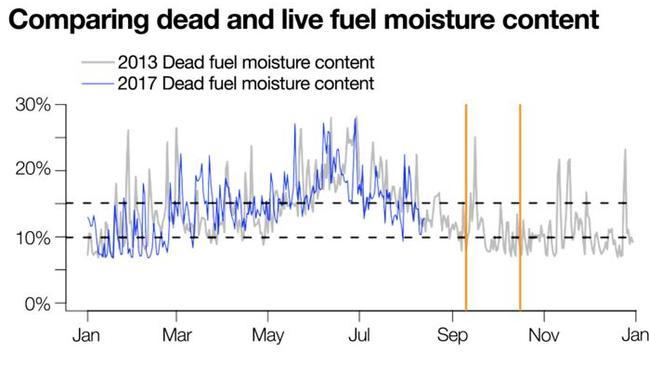 Comparing dead and live fuel moisture content
2013 Dead fuel moisture content
2017 Dead fuel moisture content
30%
20%
10%
0%
Jan Mar May Jul Sep Nov Jan